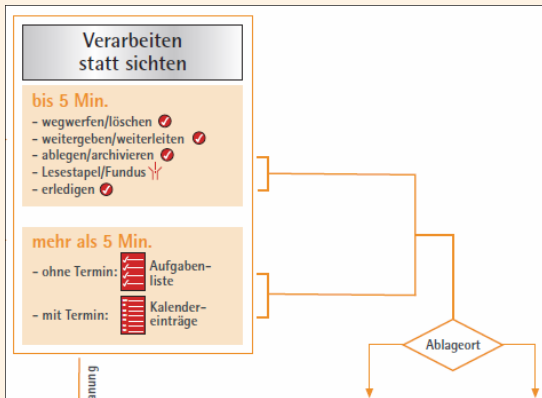 Verarbeiten
statt sichten
bis 5 Min.
- wegwerfen/löschen
- weitergeben/weiterleiten
- ablegen/archivieren
- Lesestapel/Fundus
- erledigen
mehr als 5 Min.
- ohne Termin: Aufgaben-
liste
- mit Termin: Kalender-
einträge
Ablageort
anung